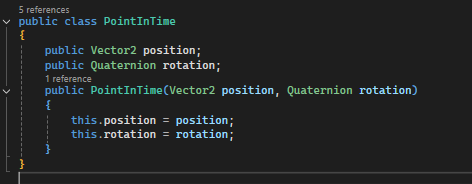 5 references
public class PointInTime
{
public Vector2 position;
public Quaternion rotation;
1 reference
public PointInTime(Vector2 position, Quaternion rotation)
{
this.position = position;
this.rotation = rotation;
}
}